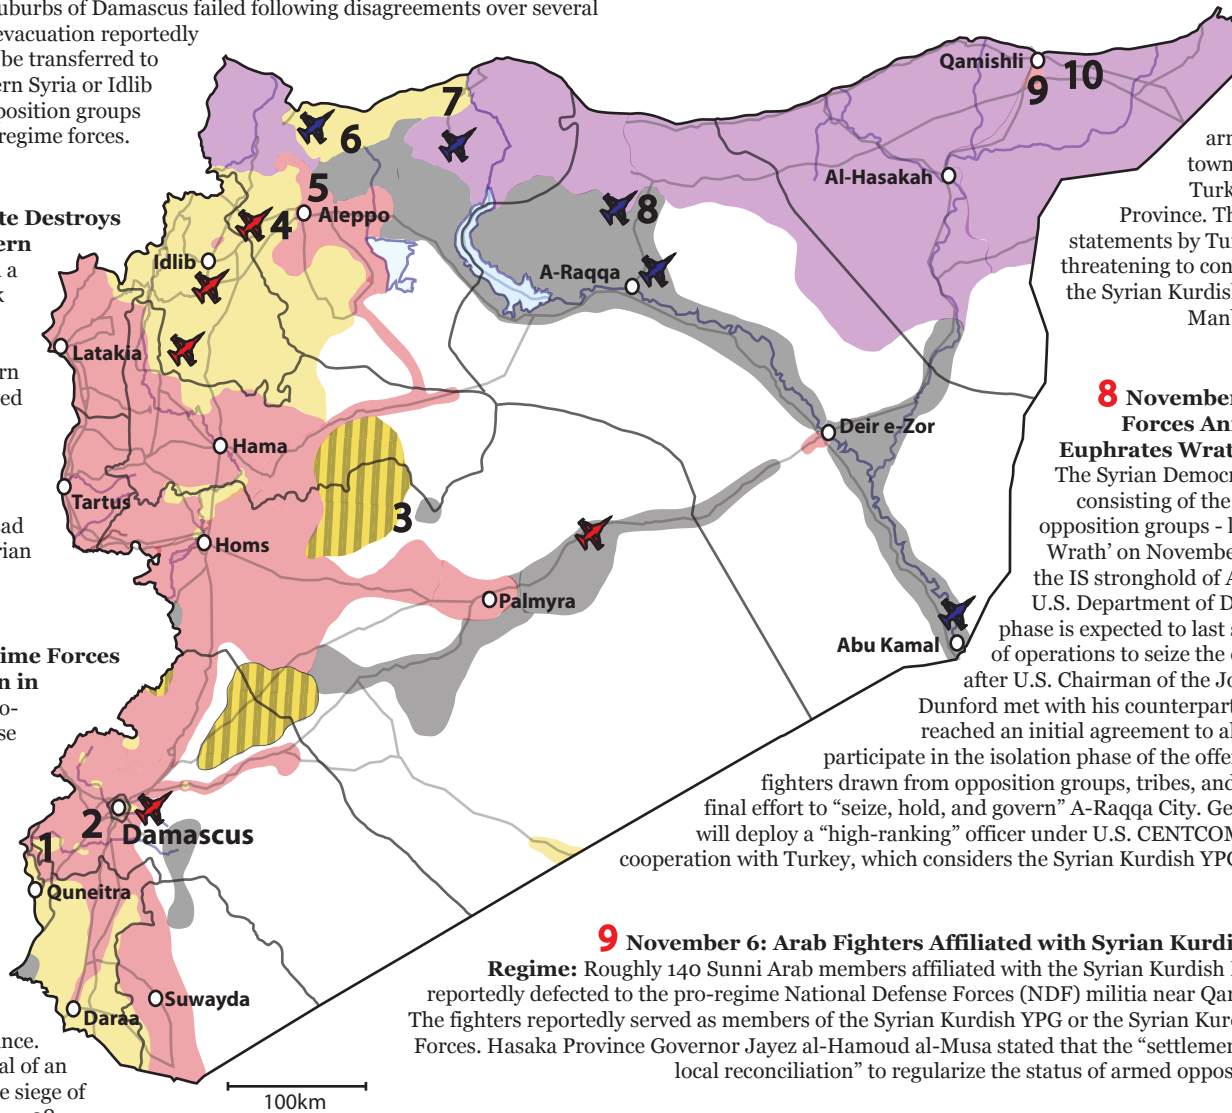 suburbs of Damascus failed following disagreements over several
evacuation reportedly
be transferred to
ern Syria or Idlib
position groups
regime forces.
te Destroys
ern
a
k
rn
ed
ad
rian
ime Forces
n in
o-
se
nce.
al of an
e siege of
7
6
5
4
8
9
10
3
2
1
Qamishli
Al-Hasakah
Aleppo
Idlib
A-Raqqa
Latakia
Hama
Deir e-Zor
Tartus
Homs
Palmyra
Abu Kamal
Damascus
Quneitra
Suwayda
Daraa
100km
arm
town
Turk
Province. Th
statements by Tur
threatening to con
the Syrian Kurdish
Manb
8 November
Forces Ann
Euphrates Wrat
The Syrian Democr
consisting of the
opposition groups - l
Wrath’ on Novembe
the IS stronghold of A
U.S. Department of D
phase is expected to last s
of operations to seize the c
after U.S. Chairman of the Jo
Dunford met with his counterpart
reached an initial agreement to al
participate in the isolation phase of the offen
fighters drawn from opposition groups, tribes, and
final effort to “seize, hold, and govern” A-Raqqa City. Ge
will deploy a “high-ranking” officer under U.S. CENTCOM
cooperation with Turkey, which considers the Syrian Kurdish YPG
9 November 6: Arab Fighters Affiliated with Syrian Kurdi
Regime: Roughly 140 Sunni Arab members affiliated with the Syrian Kurdish
reportedly defected to the pro-regime National Defense Forces (NDF) militia near Qam
The fighters reportedly served as members of the Syrian Kurdish YPG or the Syrian Kurd
Forces. Hasaka Province Governor Jayez al-Hamoud al-Musa stated that the “settlemen
local reconciliation” to regularize the status of armed oppos